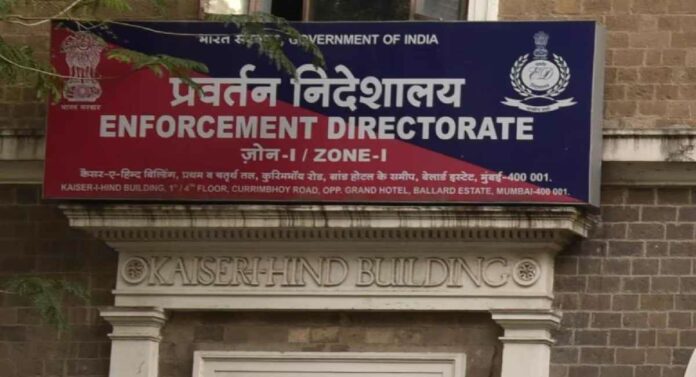 भारत सरकार GOVERNMENT OF INDIA
प्रवर्तन निदेशालय
ENFORCEMENT DIRECTORATE
ज़ोन-I / ZONE-I
कैसर-ए-हिन्द बिल्डिंग, प्रथम व चतुर्थ तल, कुरिमभॉय रोड, ग्रांड होटल के समीप, बेलार्ड इस्टेट, मुंबई-400 001.
KAISER-I-HIND BUILDING, 1ST / 4TH FLOOR, CURRIMBHOY ROAD, OPP. GRAND HOTEL, BALLARD ESTATE, MUMBAI-400 001.
KAISER-I-HIND BUILDING